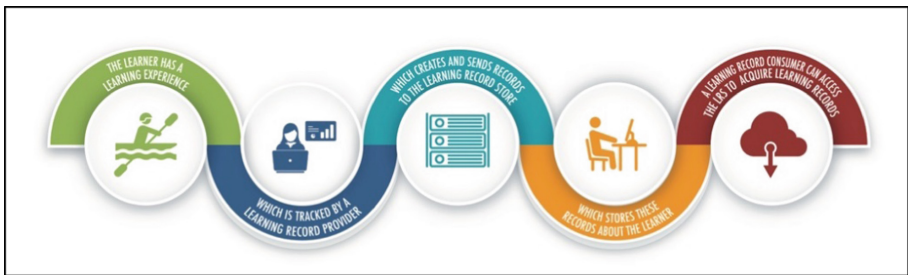 THE LEARNER HAS A
LEARNING EXPERIENCE
WHICH IS TRACKED BY A
LEARNING RECORD PROVIDER
WHICH CREATES AND SENDS RECORDS
TO THE LEARNING RECORD STORE
WHICH STORES THESE
RECORDS ABOUT THE LEARNER
A LEARNING RECORD CONSUMER CAN ACCESS
THE LRS TO ACQUIRE LEARNING RECORDS